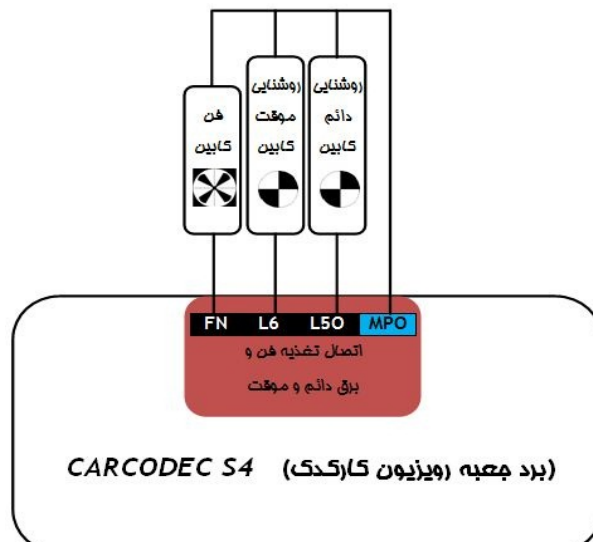 فن
کابین
روشنایی
موقت
کابین
روشنایی
دائم
کابین
FN L6 L5O MPO
اتصال تغذیه فن و
برق دائم و موقت
CARCODEC S4 (برد جعبه رویزیون کارکدک)